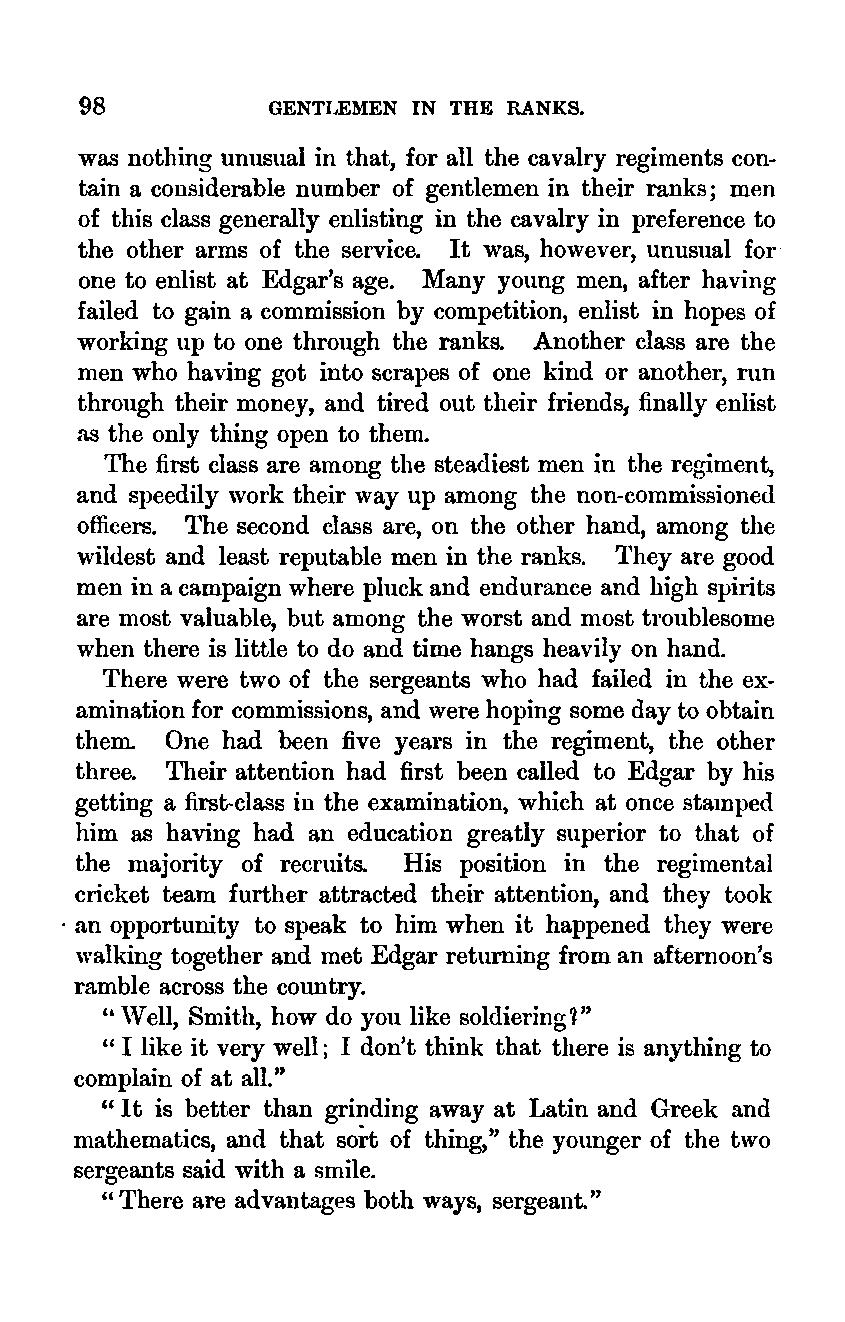 98 GENTLEMEN IN THE RANKS.
was nothing unusual in that, for all the cavalry regiments con-
tain a considerable number of gentlemen in their ranks; men
of this class generally enlisting in the cavalry in preference to
the other arms of the service. It was, however, unusual for
one to enlist at Edgar's age. Many young men, after having
failed to gain a commission by competition, enlist in hopes of
working up to one through the ranks. Another class are the
men who having got into scrapes of one kind or another, run
through their money, and tired out their friends, finally enlist
as the only thing open to them.
The first class are among the steadiest men in the regiment,
and speedily work their way up among the non-commissioned
officers. The second class are, on the other hand, among the
wildest and least reputable men in the ranks. They are good
men in a campaign where pluck and endurance and high spirits
are most valuable, but among the worst and most troublesome
when there is little to do and time hangs heavily on hand.
There were two of the sergeants who had failed in the ex-
amination for commissions, and were hoping some day to obtain
them. One had been five years in the regiment, the other
three. Their attention had first been called to Edgar by his
getting a first-class in the examination, which at once stamped
him as having had an education greatly superior to that of
the majority of recruits. His position in the regimental
cricket team further attracted their attention, and they took
an opportunity to speak to him when it happened they were
walking together and met Edgar returning from an afternoon's
ramble across the country.
"Well, Smith, how do you like soldiering?"
"I like it very well; I don't think that there is anything to
complain of at all."
"It is better than grinding away at Latin and Greek and
mathematics, and that sort of thing," the younger of the two
sergeants said with a smile.
"There are advantages both ways, sergeant."